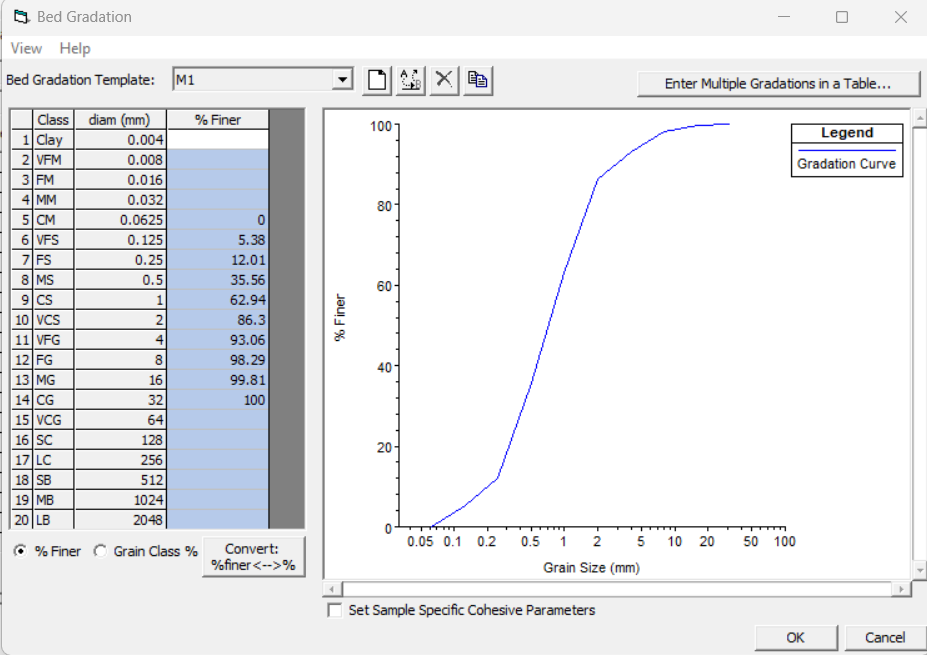 Bed Gradation
View Help
Bed Gradation Template: M1 Enter Multiple Gradations in a Table...
Class diam (mm) % Finer
1 Clay 0.004
2 VFM 0.008
3 FM 0.016
4 MM 0.032
5 CM 0.0625 0
6 VFS 0.125 5.38
7 FS 0.25 12.01
8 MS 0.5 35.56
9 CS 1 62.94
10 VCS 2 86.3
11 VFG 4 93.06
12 FG 8 98.29
13 MG 16 99.81
14 CG 32 100
15 VCG 64
16 SC 128
17 LC 256
18 SB 512
19 MB 1024
20 LB 2048
% Finer Grain Class %
Convert:
%finer<-->%
100
80
60
40
20
0
% Finer
0.05 0.1 0.2 0.5 1 2 5 10 20 50 100
Grain Size (mm)
Legend
Gradation Curve
Set Sample Specific Cohesive Parameters
OK Cancel